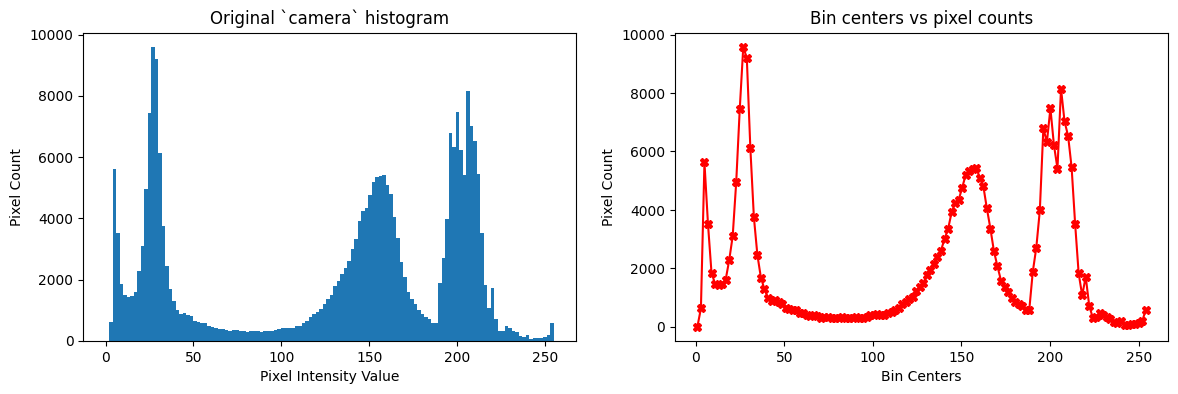 Original `camera` histogram
Pixel Count
10000
8000
6000
4000
2000
0
0 50 100 150 200 250
Pixel Intensity Value
Bin centers vs pixel counts
Pixel Count
10000
8000
6000
4000
2000
0
0 50 100 150 200 250
Bin Centers